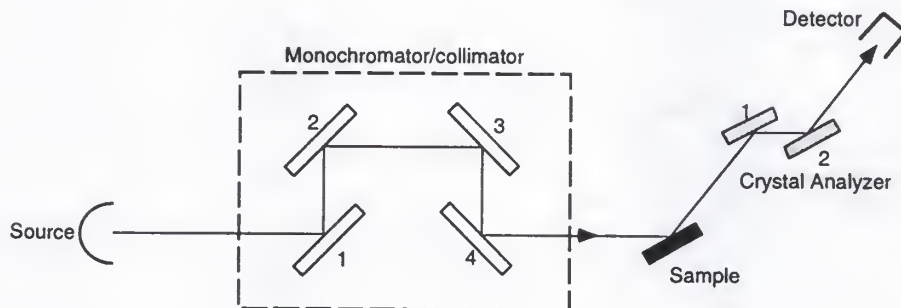 Detector
Monochromator/collimator
1
2
3
2
Crystal Analyzer
Source
1
4
Sample